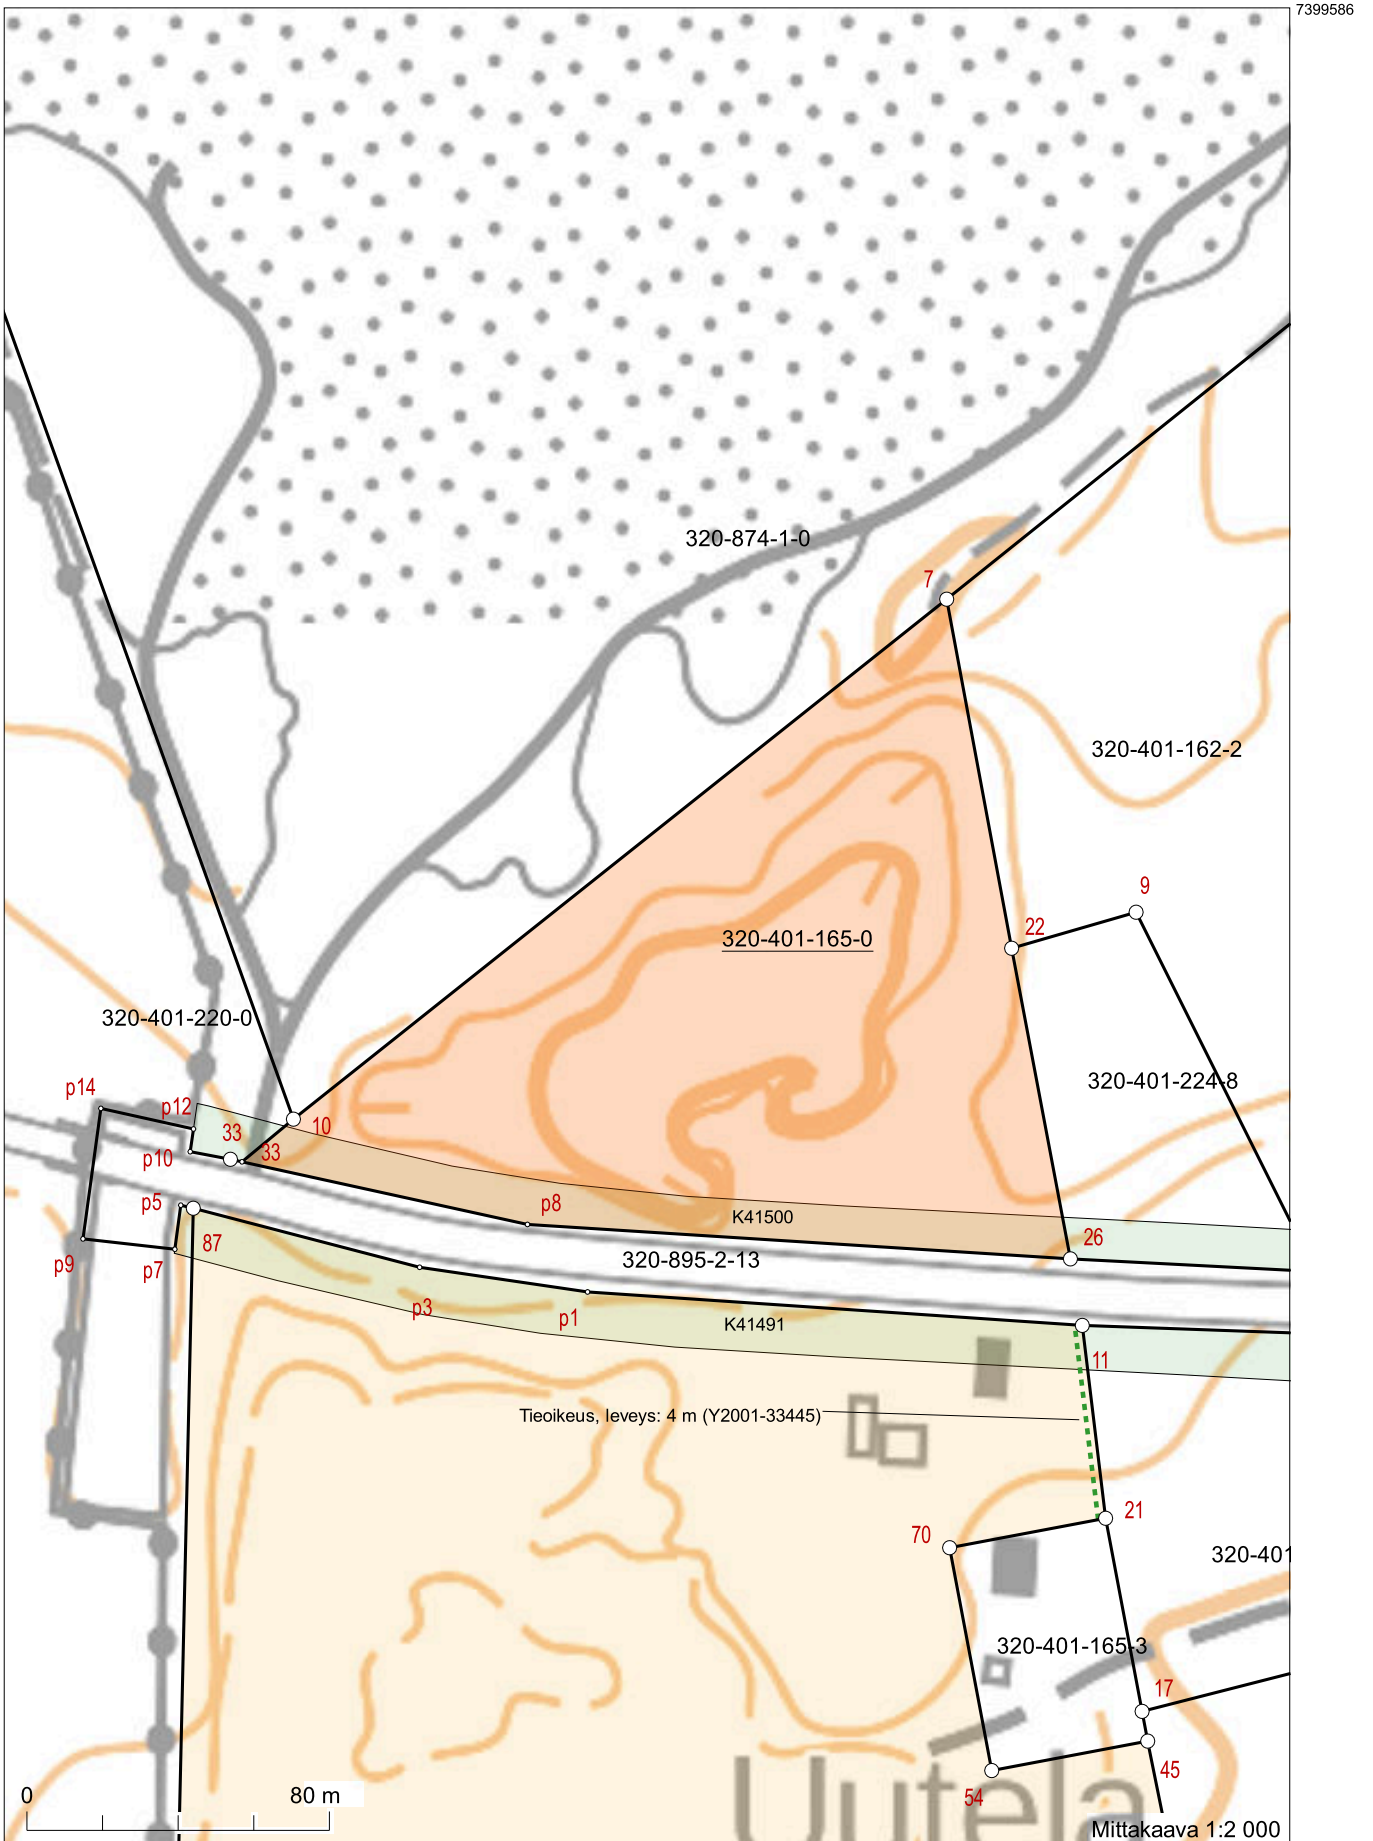 7399586
320-874-1-0
7
320-401-162-2
9
22
320-401-165-0
320-401-220-0
320-401-224-8
p14
p12
10
33
33
p10
p8
K41500
p5
87
26
320-895-2-13
p9
p7
p3
p1
K41491
11
Tieoikeus, leveys: 4 m (Y2001-33445)
21
70
320-401
320-401-165-3
17
45
54
0 80 m
Uutela
Mittakaava 1:2 000